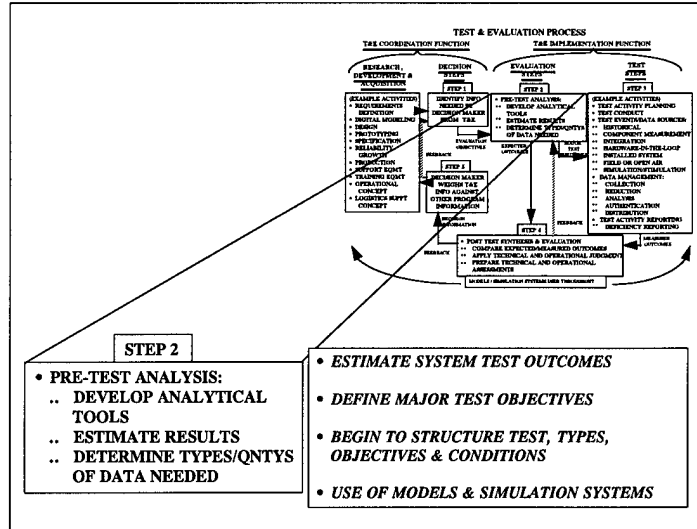 TEST & EVALUATION PROCESS
T&E COORDINATION FUNCTION
T&E IMPLEMENTATION FUNCTION
RESEARCH,
DEVELOPMENT &
ACQUISITION
(EXAMPLE ACTIVITIES)
• REQUIREMENTS
DEFINITION
• DIGITAL MODELING
• DESIGN
• PROTOTYPING
• SPECIFICATION
• RELIABILITY
GROWTH
• PRODUCTION
• SUPPORT EQMT
• TRAINING EQMT
• OPERATIONAL
CONCEPT
• LOGISTICS SUPPT
CONCEPT
DECISION
STEPS
STEP 1
IDENTIFY INFO
NEEDED BY
DECISION MAKER
FROM T&E
EVALUATION
OBJECTIVES
FEEDBACK
STEP 5
DECISION MAKER
WEIGHS T&E
INFO AGAINST
OTHER PROGRAM
INFORMATION
FEEDBACK
EVALUATION
STEPS
STEP 2
• PRE-TEST ANALYSIS:
.. DEVELOP ANALYTICAL
TOOLS
.. ESTIMATE RESULTS
.. DETERMINE TYPES/QNTYS
OF DATA NEEDED
EXPECTED
OUTCOMES
MAJOR
TEST
FEEDBACK
TEST
STEPS
STEP 3
(EXAMPLE ACTIVITIES)
• TEST ACTIVITY PLANNING
• TEST CONDUCT
• TEST EVENTS/DATA SOURCES
.. HISTORICAL
.. COMPONENT MEASUREMENT
.. INTEGRATION
.. HARDWARE-IN-THE-LOOP
.. INSTALLED SYSTEM
.. FIELD OR OPEN AIR
.. SIMULATION/STIMULATION
• DATA MANAGEMENT:
.. COLLECTION
.. REDUCTION
.. ANALYSIS
.. AUTHENTICATION
.. DISTRIBUTION
• TEST ACTIVITY REPORTING
.. DEFICIENCY REPORTING
MEASURED
OUTCOMES
STEP 4
• POST TEST SYNTHESIS & EVALUATION
.. COMPARE EXPECTED/MEASURED OUTCOMES
.. APPLY TECHNICAL AND OPERATIONAL JUDGMENT
.. PREPARE TECHNICAL AND OPERATIONAL
ASSESSMENTS
STEP 2
• PRE-TEST ANALYSIS:
.. DEVELOP ANALYTICAL
TOOLS
.. ESTIMATE RESULTS
.. DETERMINE TYPES/QNTYS
OF DATA NEEDED
• ESTIMATE SYSTEM TEST OUTCOMES
• DEFINE MAJOR TEST OBJECTIVES
• BEGIN TO STRUCTURE TEST, TYPES,
OBJECTIVES & CONDITIONS
• USE OF MODELS & SIMULATION SYSTEMS